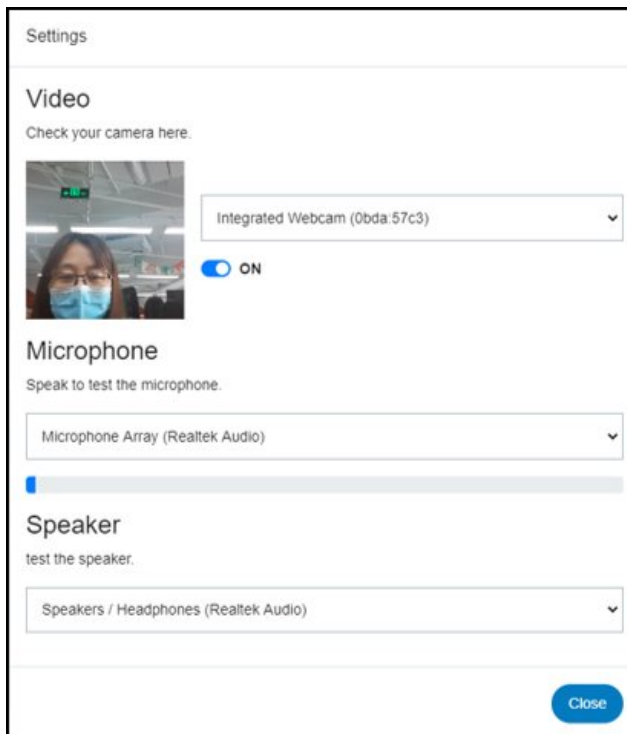 Settings
Video
Check your camera here.
Integrated Webcam (0bda:57c3)
ON
Microphone
Speak to test the microphone.
Microphone Array (Realtek Audio)
Speaker
test the speaker.
Speakers / Headphones (Realtek Audio)
Close